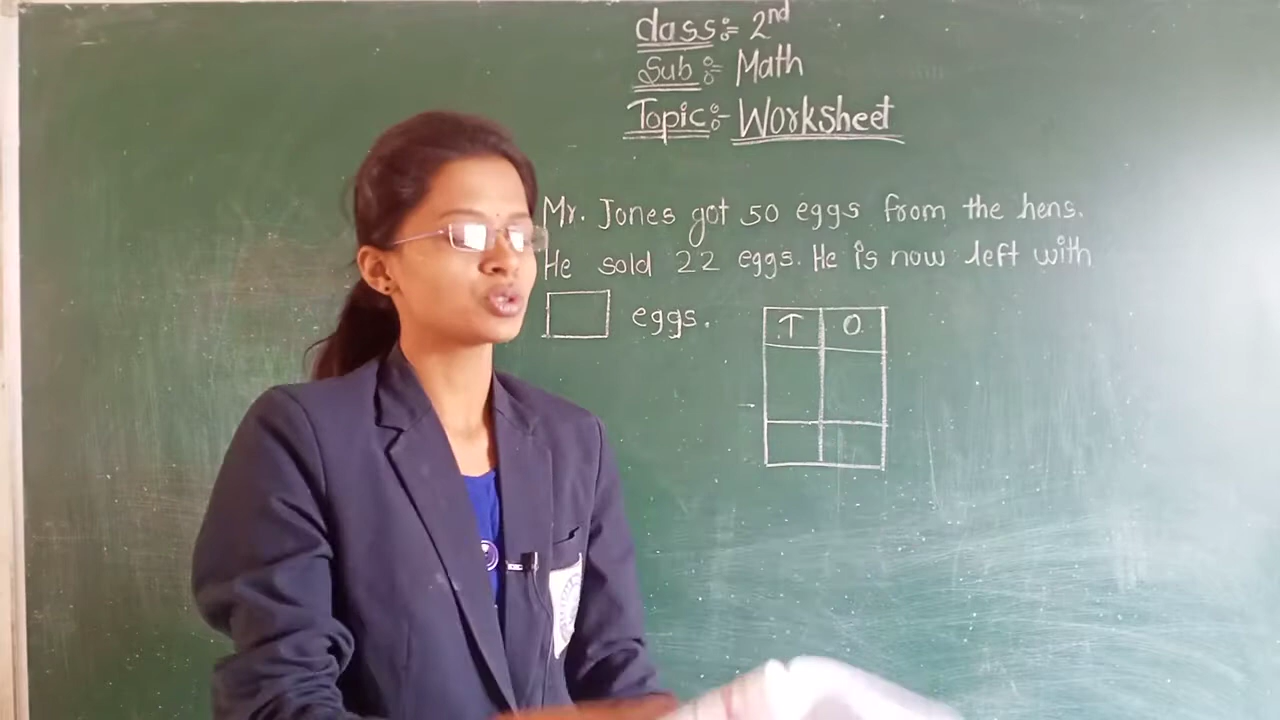 Class:- 2nd
Sub:- Math
Topic:- Worksheet
Mr. Jones got 50 eggs from the hens.
He sold 22 eggs. He is now left with
eggs.
T O